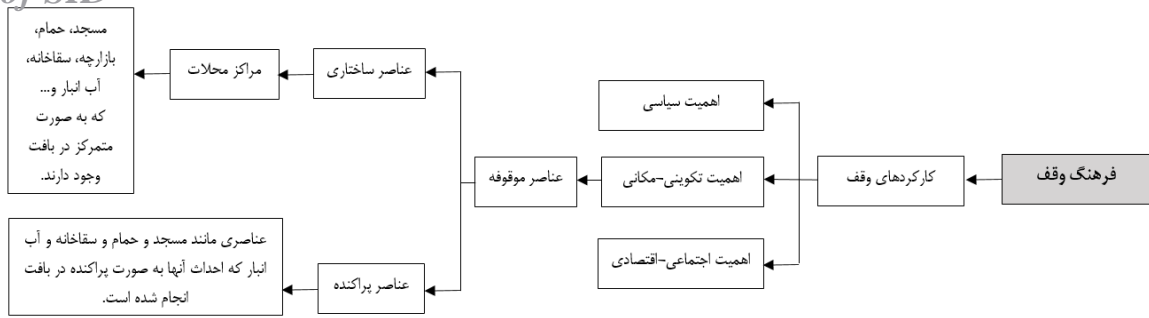 of SID
فرهنگ وقف
کارکردهای وقف
اهمیت سیاسی
اهمیت تکوینی-مکانی
اهمیت اجتماعی-اقتصادی
عناصر موقوفه
عناصر ساختاری
مراکز محلات
مسجد، حمام،
بازارچه، سقاخانه،
آب انبار و...
که به صورت
متمرکز در بافت
وجود دارند.
عناصر پراکنده
عناصری مانند مسجد و حمام و سقاخانه و آب
انبار که احداث آنها به صورت پراکنده در بافت
انجام شده است.